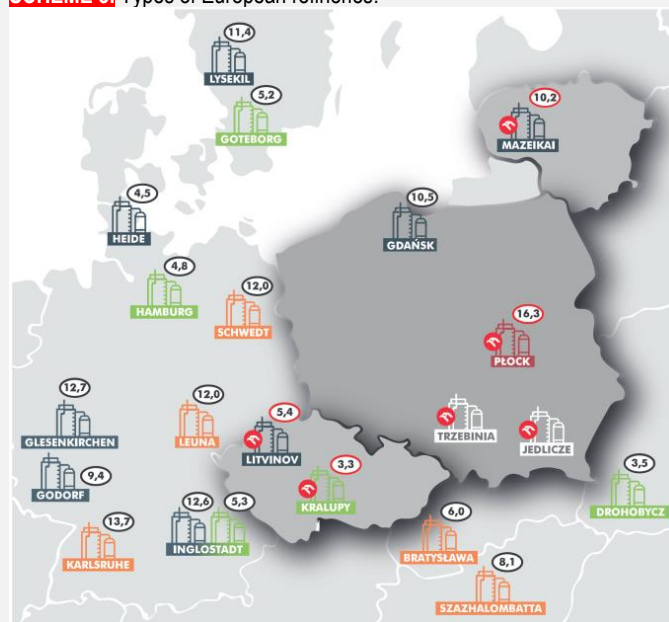 SCHEME 3. Types of European refineries.
11,4
LYSEKIL
5,2
GÖTEBORG
10,2
MAZEIKAI
4,5
HEIDE
10,5
GDAŃSK
4,8
HAMBURG
12,0
SCHWEDT
16,3
PŁOCK
12,7
GLESENKIRCHEN
12,0
LEUNA
5,4
LITVINOV
TRZEBINIA
JEDLICZE
9,4
GODORF
3,3
KRALUPY
3,5
DROHOBYCZ
12,6
5,3
INGLOSTADT
13,7
KARLSRUHE
6,0
BRATYSŁAWA
8,1
SZAZHALOMBATTA